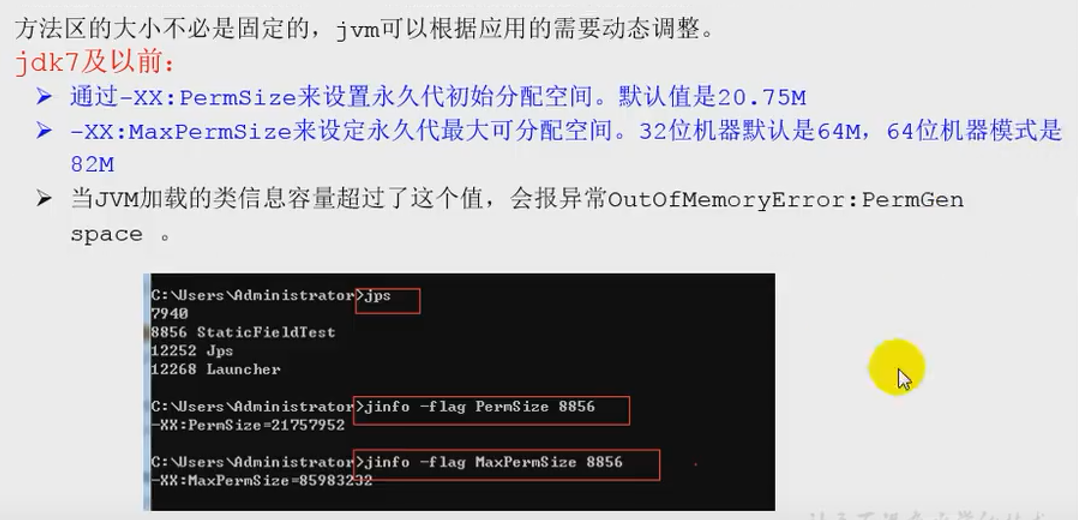 方法区的大小不必是固定的，jvm可以根据应用的需要动态调整。
jdk7及以前：
➤ 通过-XX:PermSize来设置永久代初始分配空间。默认值是20.75M
➤ -XX:MaxPermSize来设定永久代最大可分配空间。32位机器默认是64M，64位机器模式是
82M
➤ 当JVM加载的类信息容量超过了这个值，会报异常OutOfMemoryError:PermGen
space 。
C:\Users\Administrator>jps
7940
8856 StaticFieldTest
12252 Jps
12268 Launcher
C:\Users\Administrator>jinfo -flag PermSize 8856
-XX:PermSize=21757952
C:\Users\Administrator>jinfo -flag MaxPermSize 8856
-XX:MaxPermSize=85983232